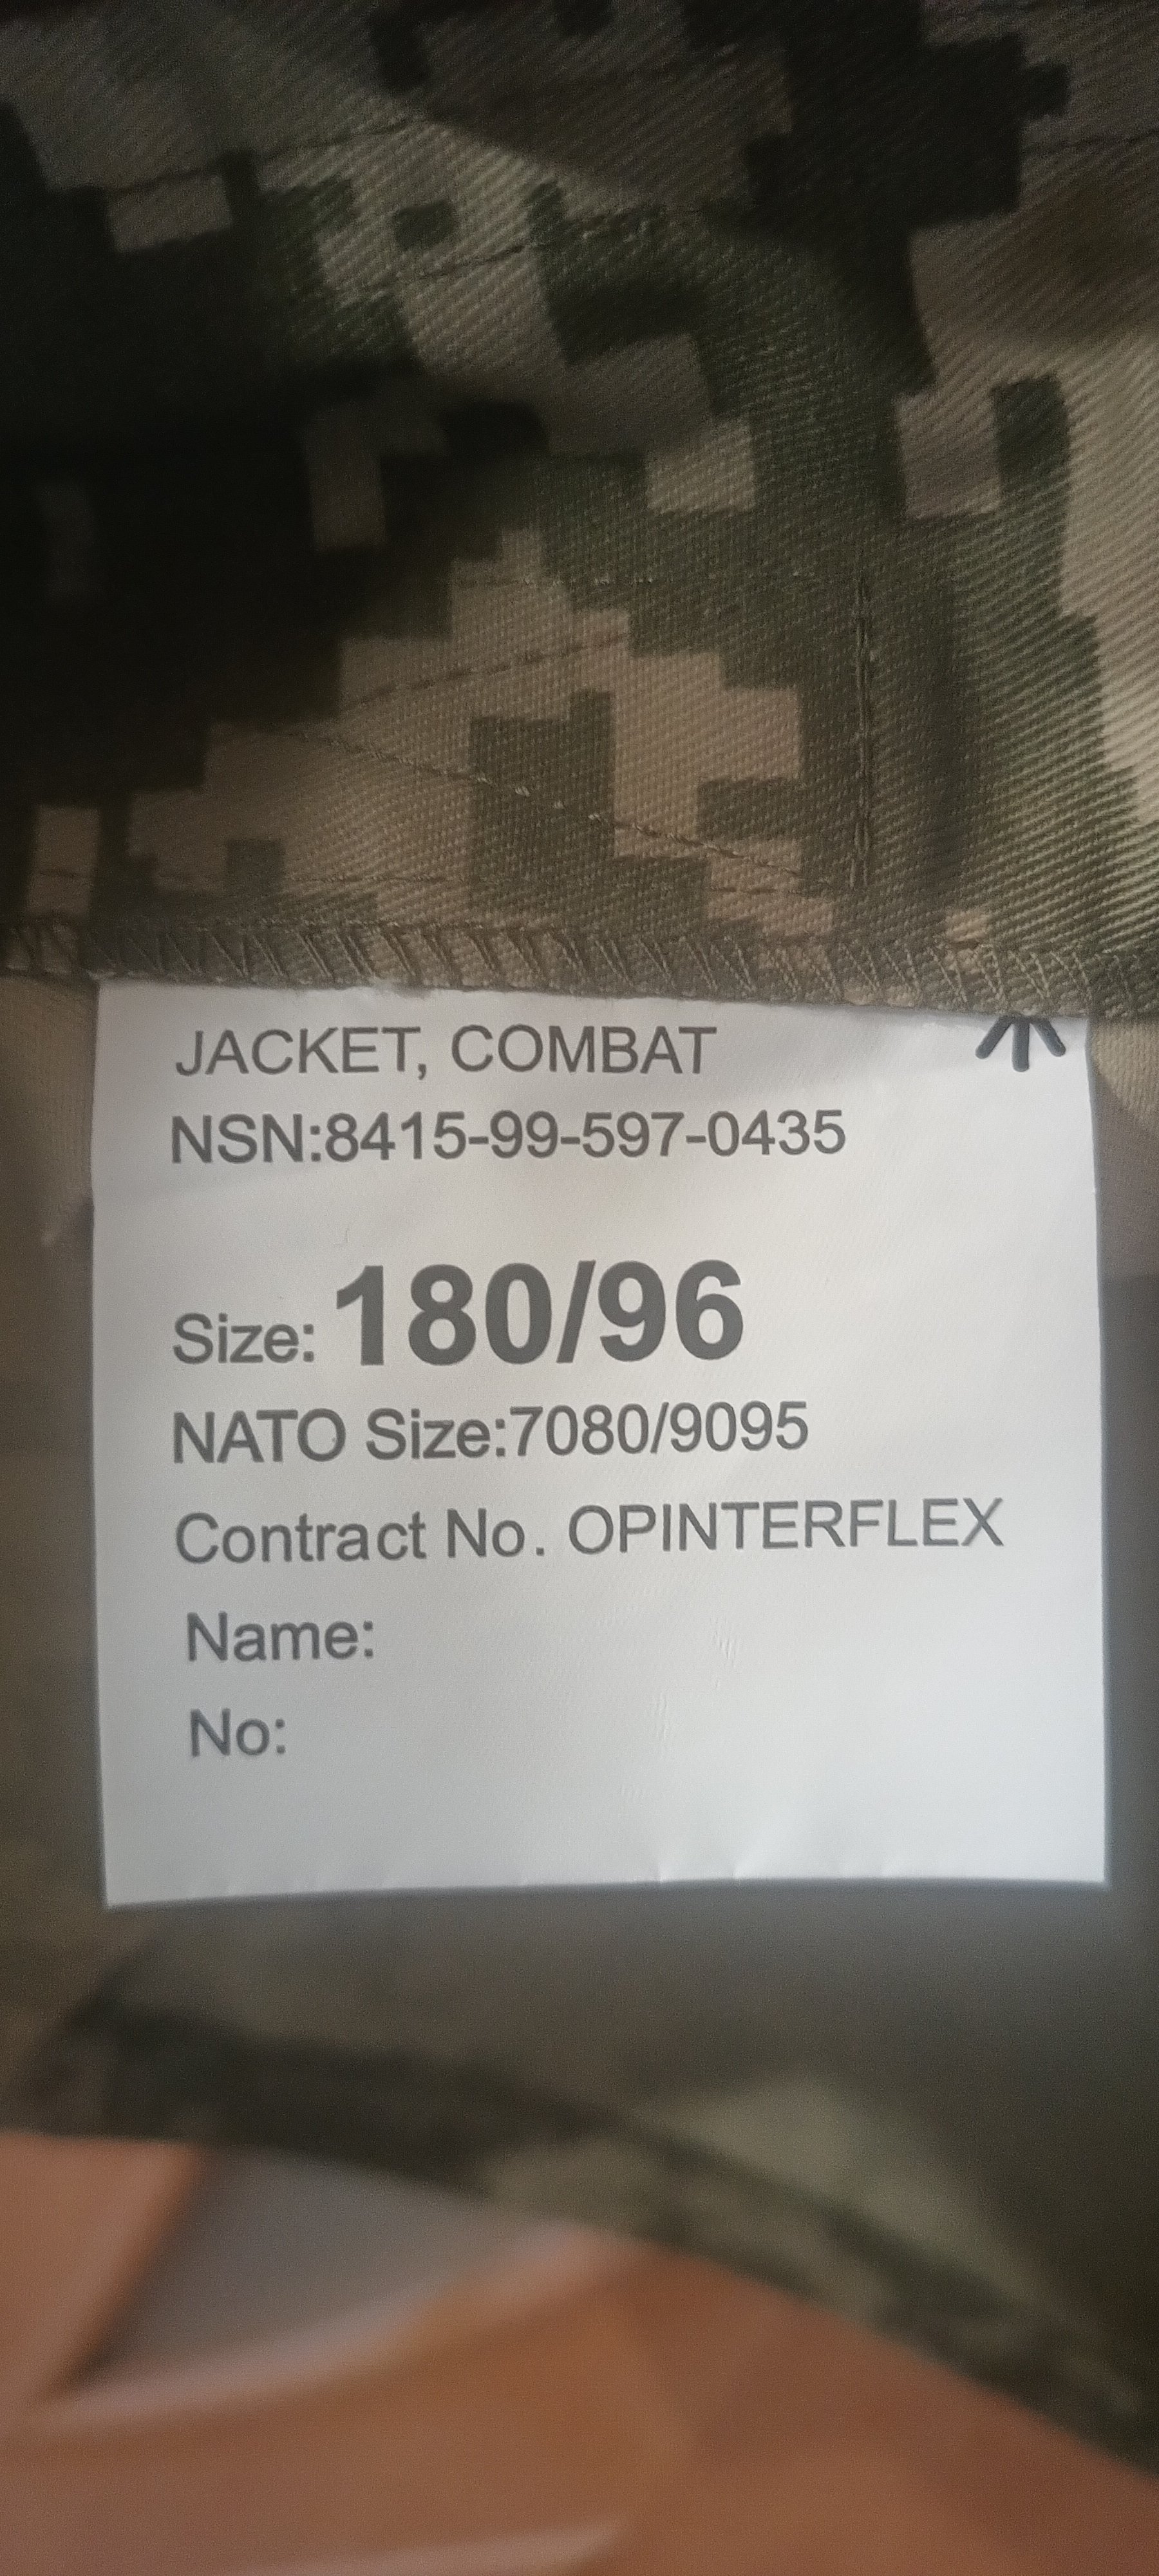 JACKET, COMBAT
NSN:8415-99-597-0435
Size: 180/96
NATO Size:7080/9095
Contract No. OPINTERFLEX
Name:
No: